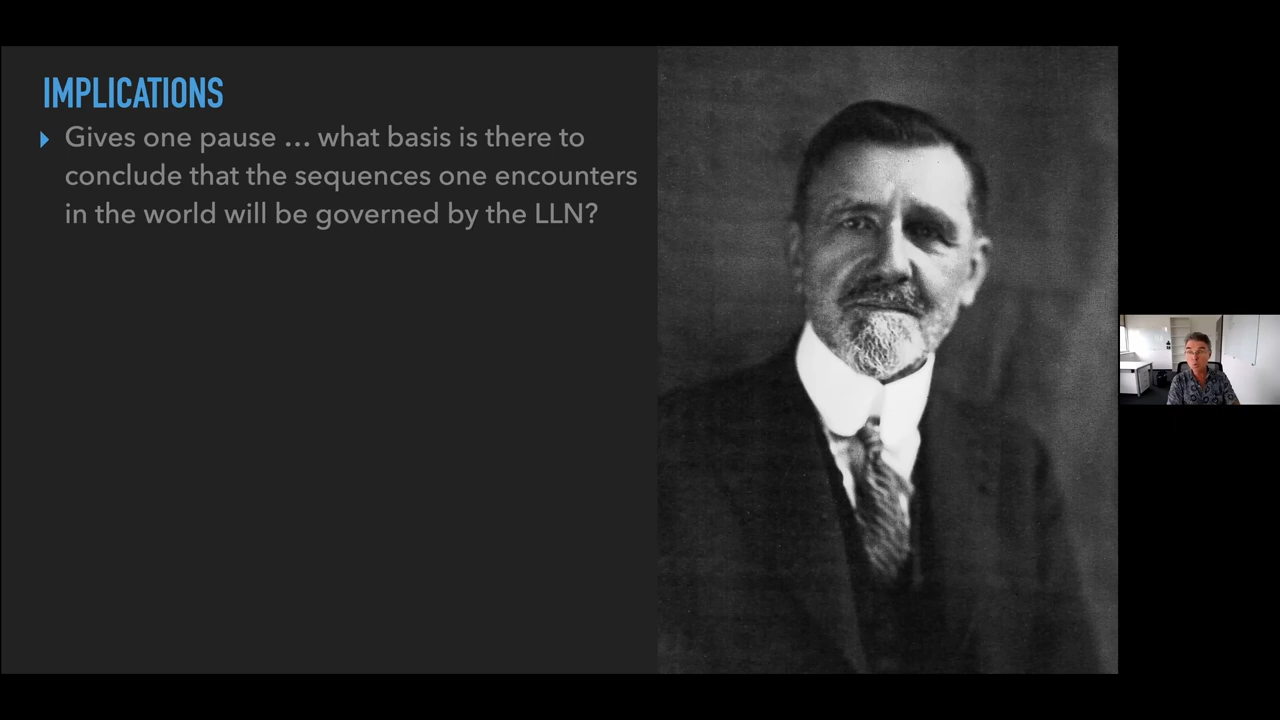 IMPLICATIONS
Gives one pause … what basis is there to
conclude that the sequences one encounters
in the world will be governed by the LLN?